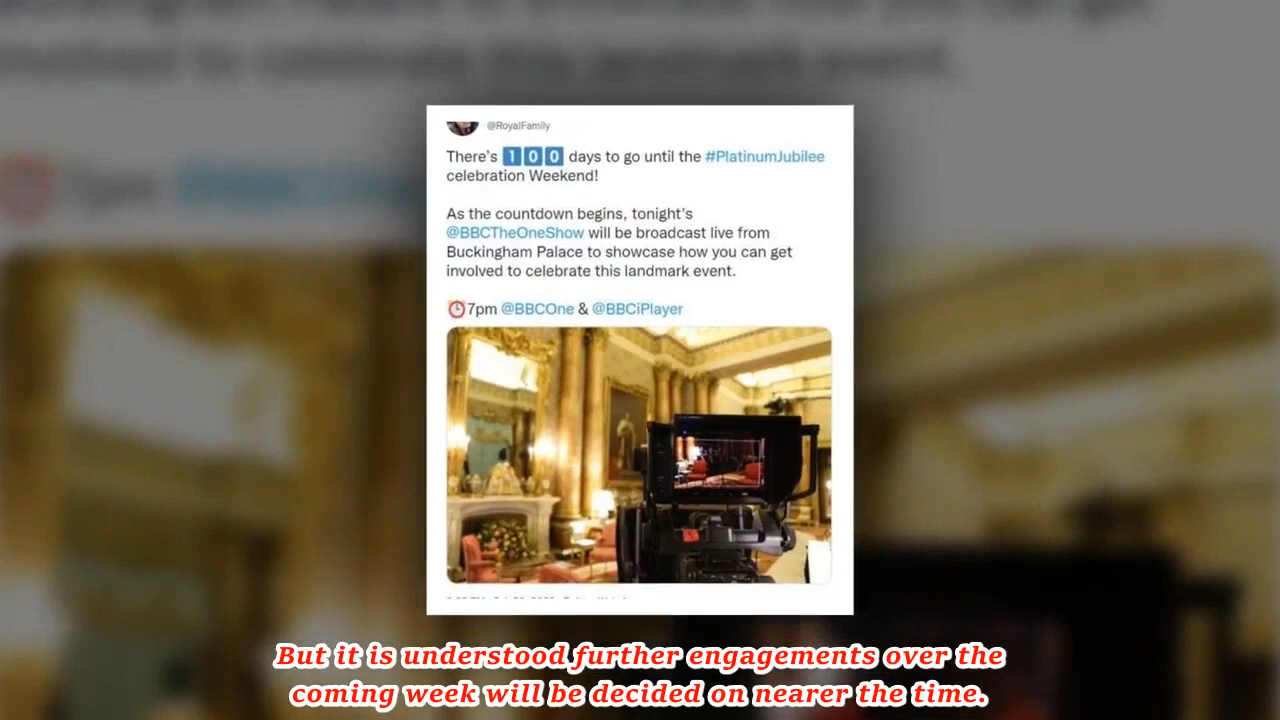 @RoyalFamily
There's 100 days to go until the #PlatinumJubilee
celebration Weekend!
As the countdown begins, tonight's
@BBCTheOneShow will be broadcast live from
Buckingham Palace to showcase how you can get
involved to celebrate this landmark event.
⏰7pm @BBCOne & @BBCiPlayer
But it is understood further engagements over the
coming week will be decided on nearer the time.